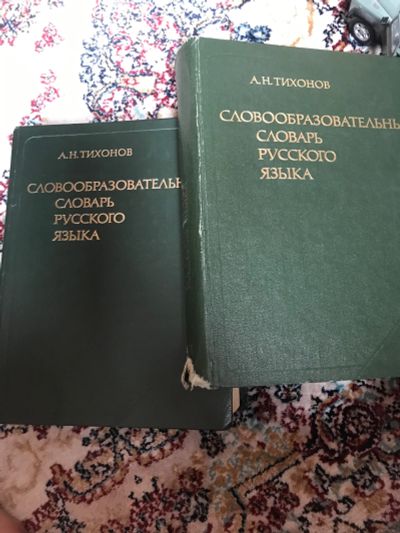 А.Н.ТИХОНОВ
СЛОВООБРАЗОВАТЕЛЬН
СЛОВАРЬ
РУССКОГО
ЯЗЫКА
А.Н.ТИХОНОВ
СЛОВООБРАЗОВАТЕЛЬНЫ
СЛОВАРЬ
РУССКОГО
ЯЗЫКА